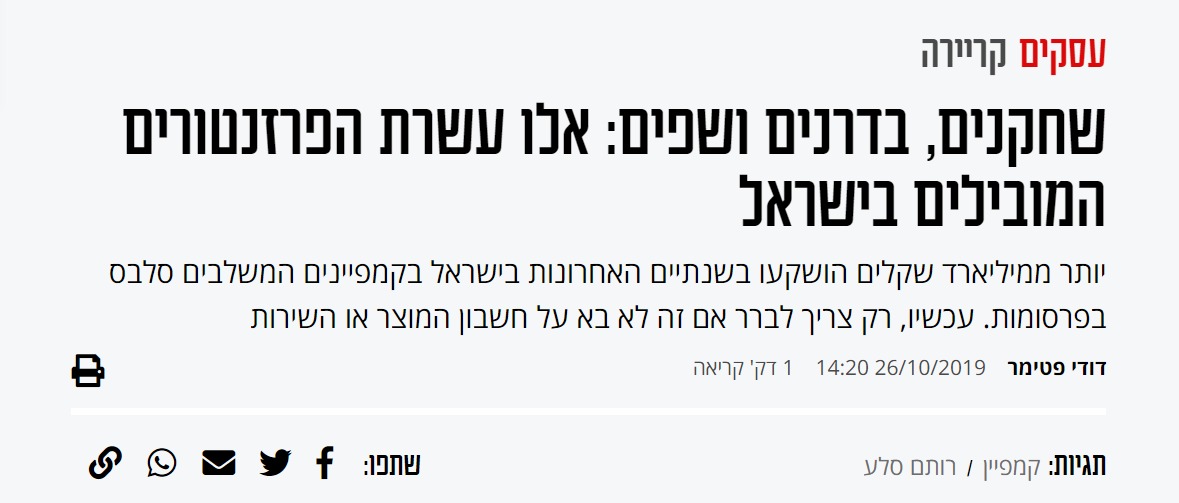 עסקים קריירה
שחקנים, בדרנים ושפים: אלו עשרת הפרזנטורים
המובילים בישראל
יותר ממיליארד שקלים הושקעו בשנתיים האחרונות בישראל בקמפיינים המשלבים סלבס
בפרסומות. עכשיו, רק צריך לברר אם זה לא בא על חשבון המוצר או השירות
דודי פטימר 26/10/2019 14:20 1 דק' קריאה
תגיות: קמפיין / רותם סלע שתפו: